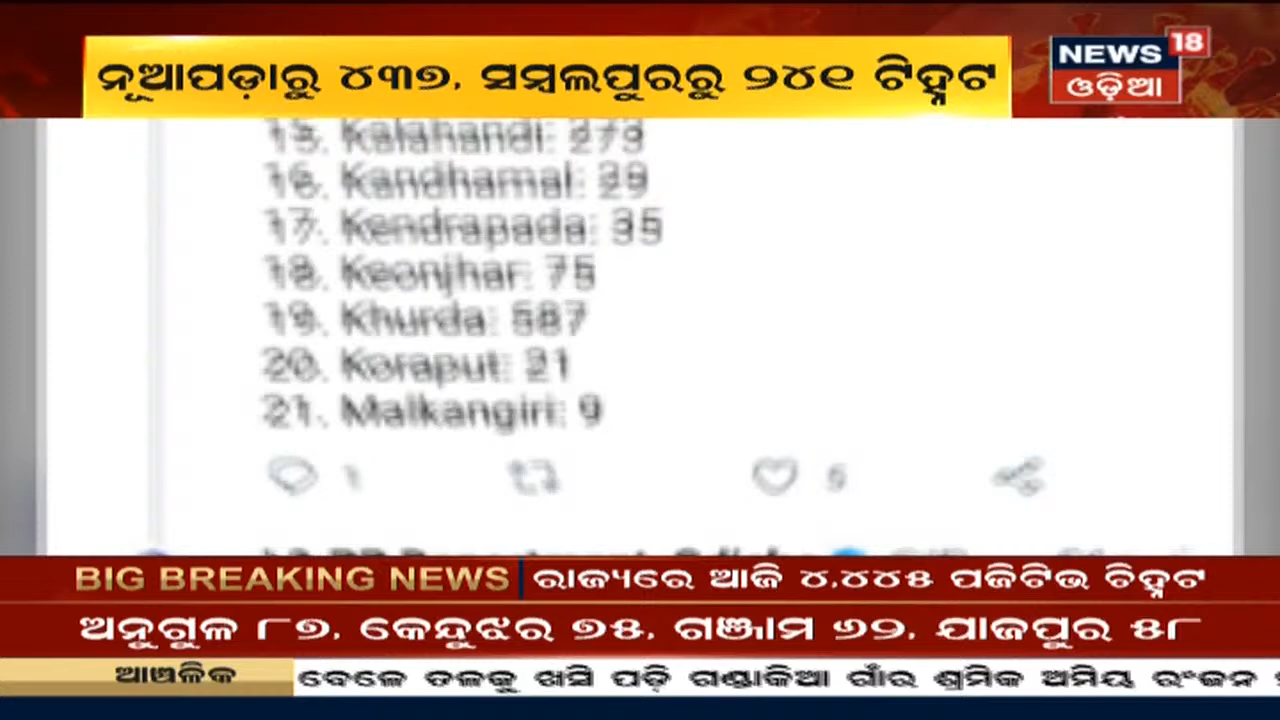 ନୂଆପଡ଼ାରୁ ୪୩୭, ସମ୍ବଲପୁରରୁ ୨୪୧ ଚିହ୍ନଟ
NEWS 18
ଓଡ଼ିଆ
15. Kalahandi: 273
16. Kandhamal: 29
17. Kendrapada: 35
18. Keonjhar: 75
19. Khurda: 587
20. Koraput: 21
21. Malkangiri: 9
1 5
BIG BREAKING NEWS ରାଜ୍ୟରେ ଆଜି ୪,୪୪୫ ପଜିଟିଭ ଚିହ୍ନଟ
ଅନୁଗୁଳ ୮୭, କେନ୍ଦୁଝର ୭୫, ଗଞ୍ଜାମ ୬୨, ଯାଜପୁର ୫୮
ଆଞ୍ଚଳିକ ବେଳେ ତଳକୁ ଖସି ପଡ଼ି ଗଣ୍ଡାକିଆ ଗାଁର ଶ୍ରମିକ ଅମିୟ ରଂଜନ